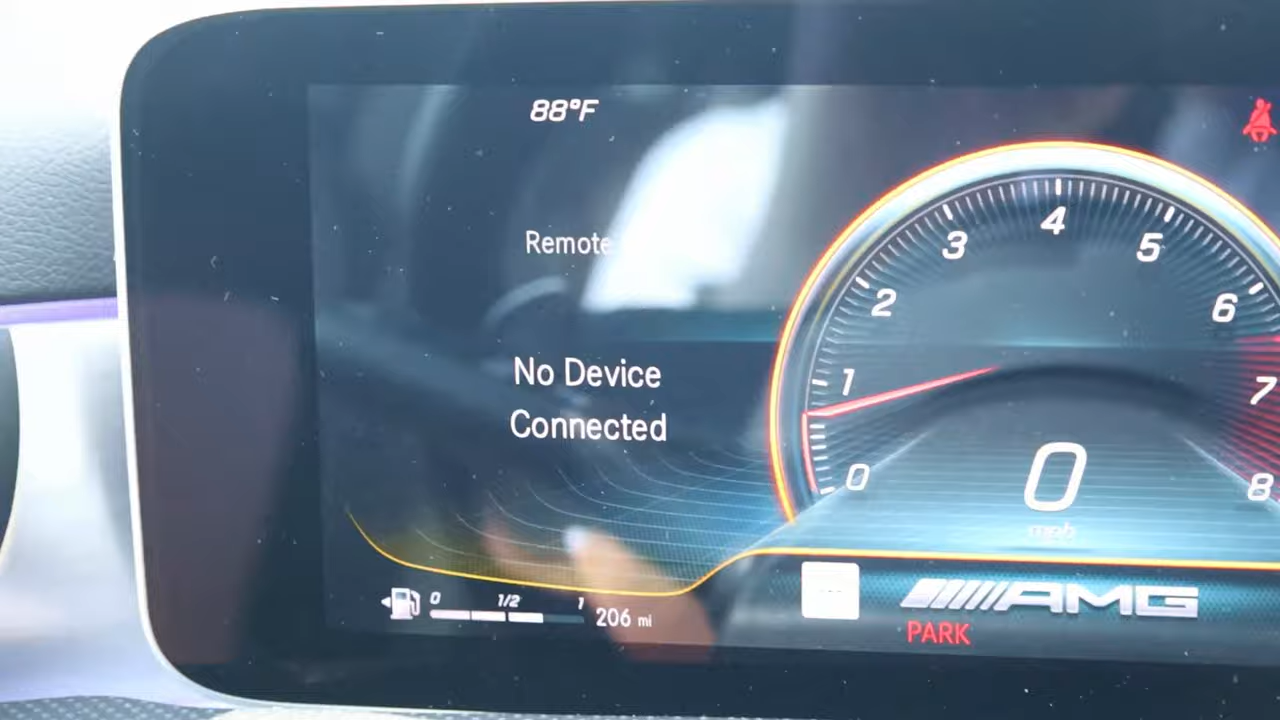 88°F
Remote
No Device
Connected
0 1 2 3 4 5 6 7 8
0
mph
0 1/2 1
206 mi
AMG
PARK